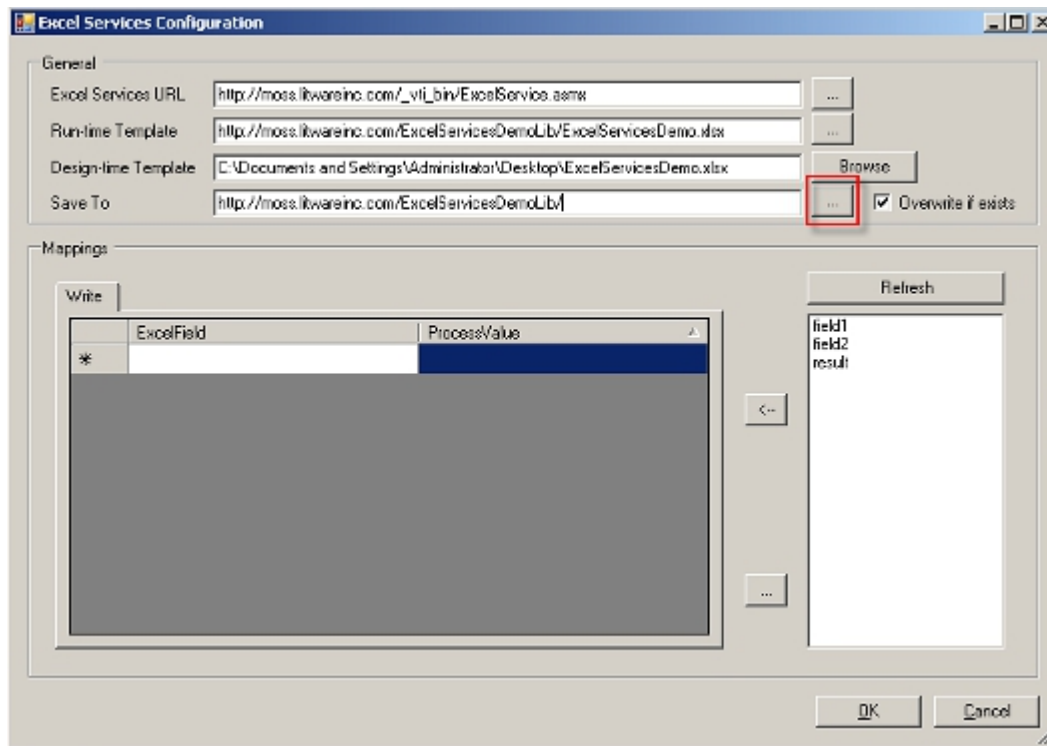 Excel Services Configuration
General
Excel Services URL http://moss.litwareinc.com/_vti_bin/ExcelService.asmx ...
Run-time Template http://moss.litwareinc.com/ExcelServicesDemoLib/ExcelServicesDemo.xlsx ...
Design-time Template C:\Documents and Settings\Administrator\Desktop\ExcelServicesDemo.xlsx Browse
Save To http://moss.litwareinc.com/ExcelServicesDemoLib/ ... Overwrite if exists
Mappings
Write
Refresh
ExcelField ProcessValue
*
field1
field2
result
<--
...
OK Cancel